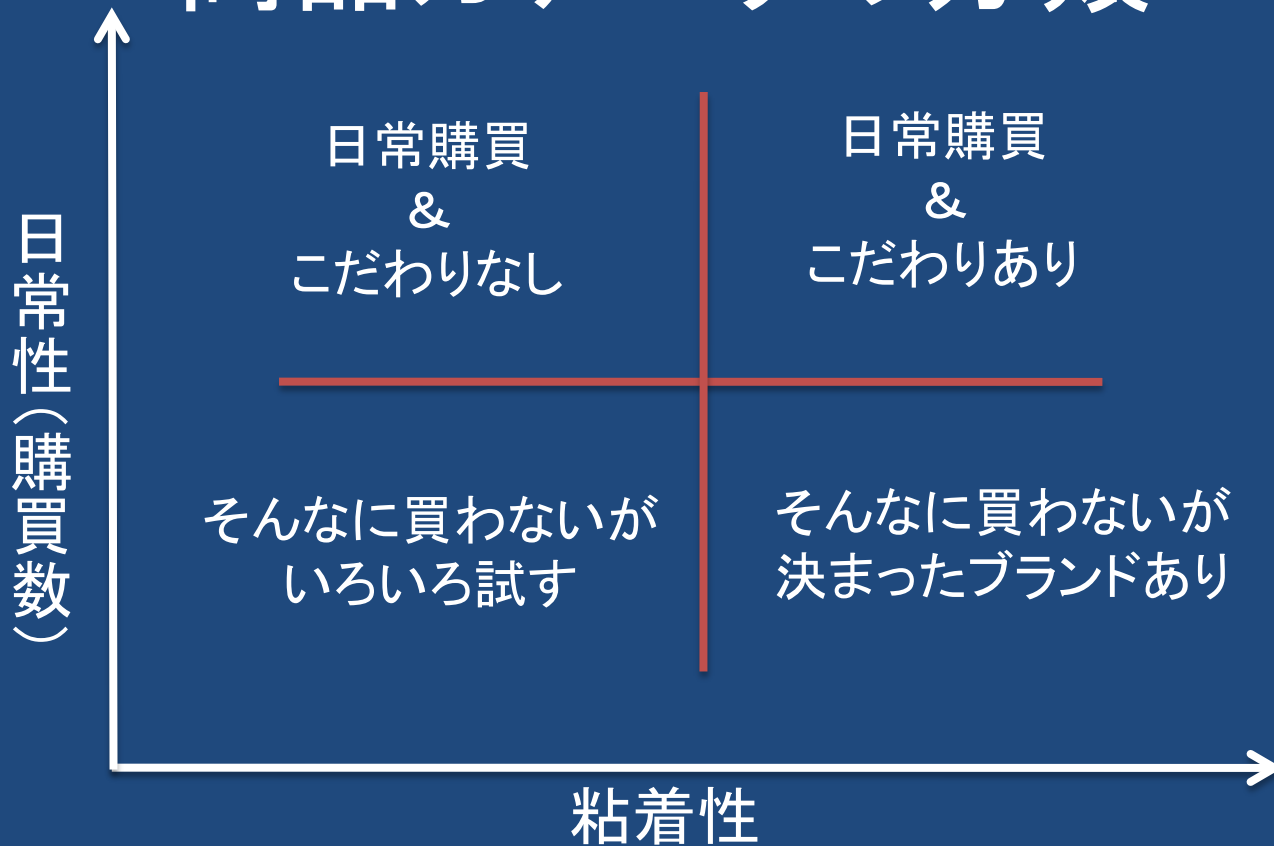 日常購買
&
こだわりなし
日常購買
&
こだわりあり
日常性(購買数)
そんなに買わないが
いろいろ試す
そんなに買わないが
決まったブランドあり
粘着性